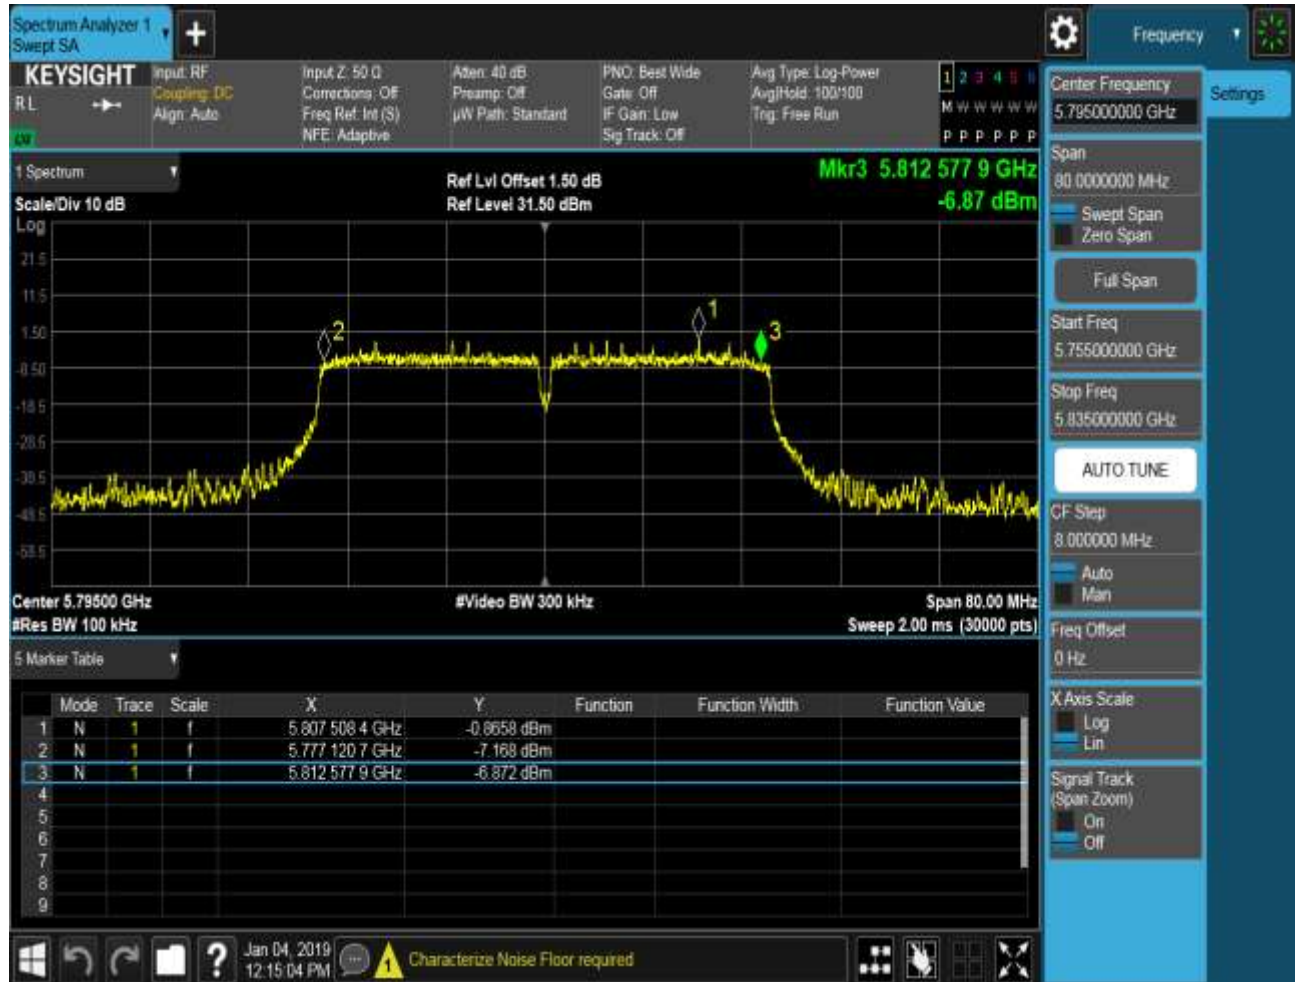 Spectrum Analyzer 1
Swept SA
Frequency
KEYSIGHT
R L
Input: RF
Coupling: DC
Align: Auto
Input Z: 50 Ω
Corrections: Off
Freq Ref: Int (S)
NFE: Adaptive
Atten: 40 dB
Preamp: Off
µW Path: Standard
PNO: Best Wide
Gate: Off
IF Gain: Low
Sig Track: Off
Avg Type: Log-Power
Avg|Hold: 100/100
Trig: Free Run
1 2 3 4 5 6
M W W W W W
P P P P P P
1 Spectrum
Scale/Div 10 dB
Ref Lvl Offset 1.50 dB
Ref Level 31.50 dBm
Mkr3 5.812 577 9 GHz
-6.87 dBm
Log
21.5
11.5
1.50
-8.50
-18.5
-28.5
-38.5
-48.5
-58.5
2
1
3
Center 5.79500 GHz
#Res BW 100 kHz
#Video BW 300 kHz
Span 80.00 MHz
Sweep 2.00 ms (30000 pts)
5 Marker Table
Mode Trace Scale X Y Function Function Width Function Value
1 N 1 f 5.807 508 4 GHz -0.8658 dBm
2 N 1 f 5.777 120 7 GHz -7.168 dBm
3 N 1 f 5.812 577 9 GHz -6.872 dBm
4
5
6
7
8
9
?
Jan 04, 2019
12:15:04 PM
1
Characterize Noise Floor required
Center Frequency
5.795000000 GHz
Settings
Span
80.0000000 MHz
Swept Span
Zero Span
Full Span
Start Freq
5.755000000 GHz
Stop Freq
5.835000000 GHz
AUTO TUNE
CF Step
8.000000 MHz
Auto
Man
Freq Offset
0 Hz
X Axis Scale
Log
Lin
Signal Track
(Span Zoom)
On
Off